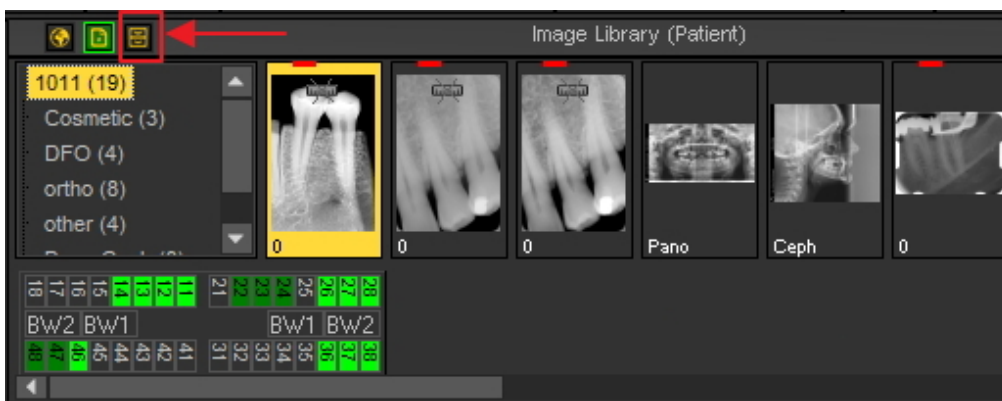 Image Library (Patient)
1011 (19)
Cosmetic (3)
DFO (4)
ortho (8)
other (4)
0
0
0
Pano
Ceph
0
18 17 16 15 14 13 12 11 21 22 23 24 25 26 27 28
BW2 BW1 BW1 BW2
48 47 46 45 44 43 42 41 31 32 33 34 35 36 37 38